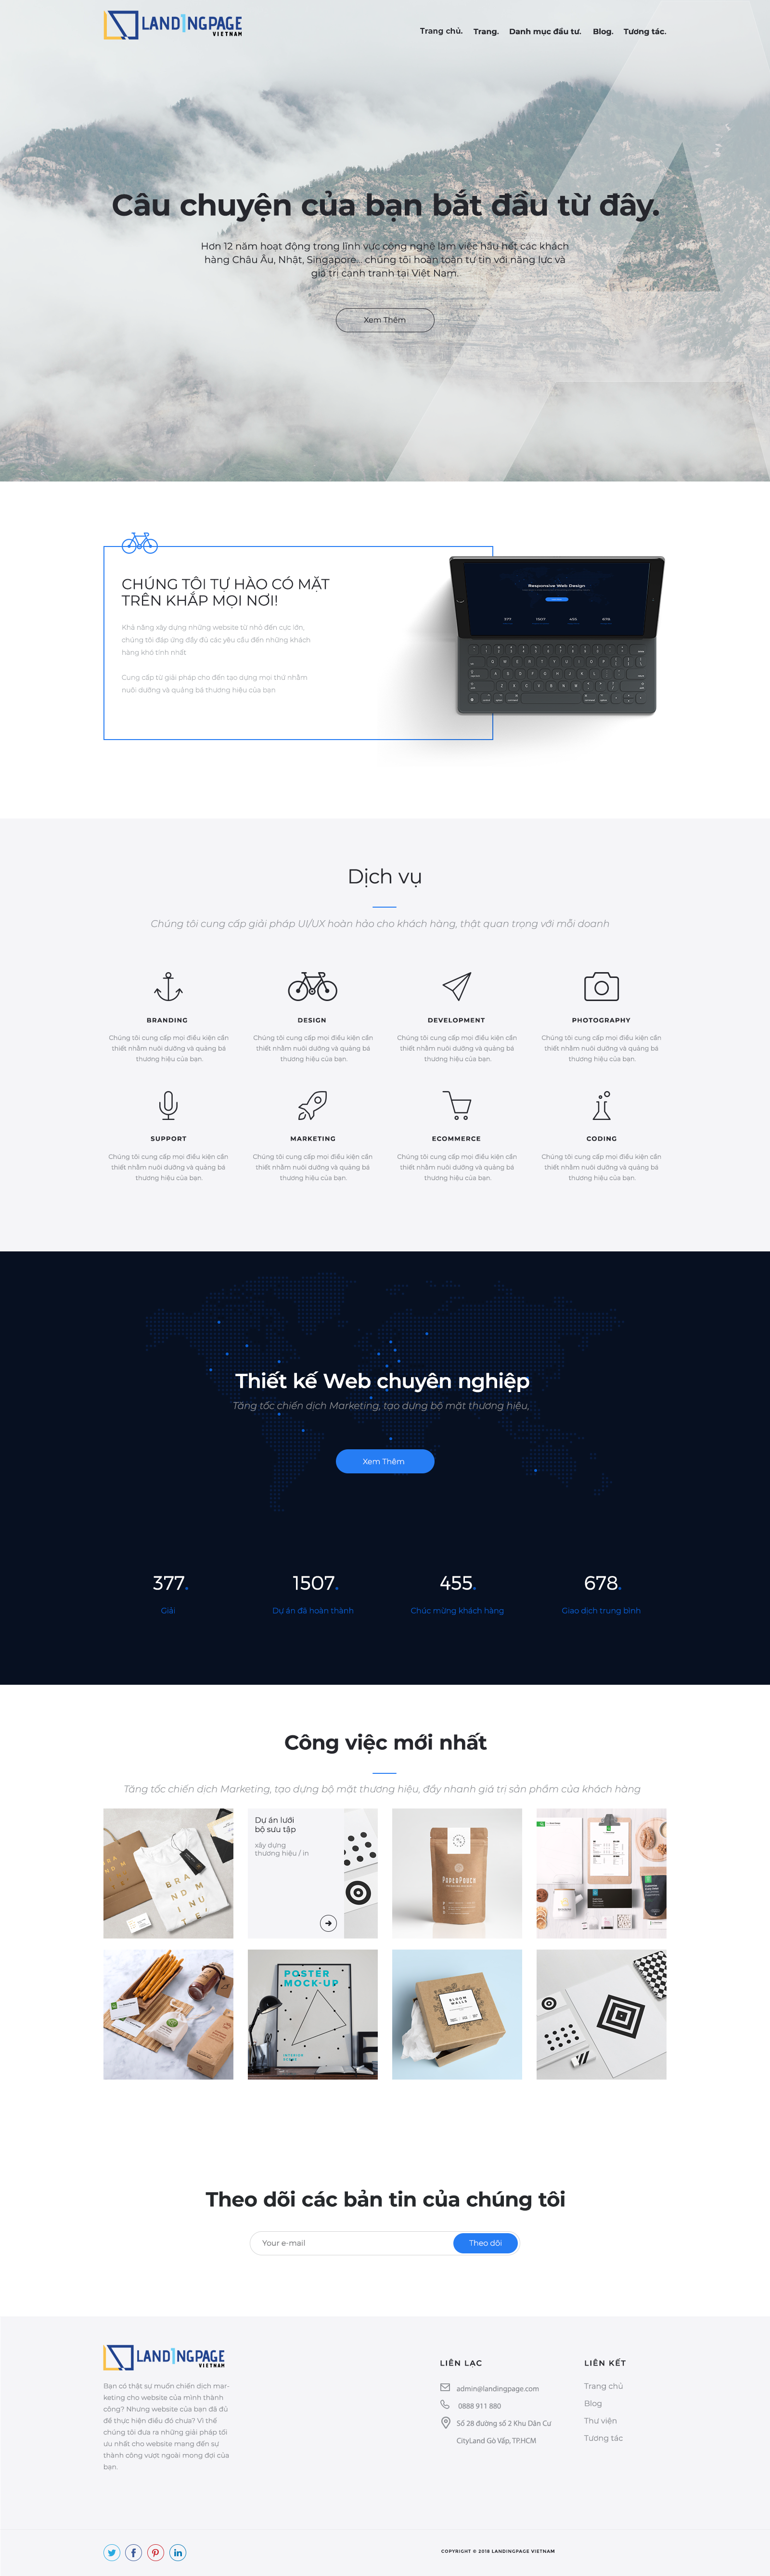 LANDINGPAGE
VIETNAM
Trang chủ. Trang. Danh mục đầu tư. Blog. Tương tác.
Câu chuyện của bạn bắt đầu từ đây.
Hơn 12 năm hoạt động trong lĩnh vực công nghệ làm việc hầu hết các khách
hàng Châu Âu, Nhật, Singapore... chúng tôi hoàn toàn tự tin với năng lực và
giá trị cạnh tranh tại Việt Nam.
Xem Thêm
CHÚNG TÔI TỰ HÀO CÓ MẶT
TRÊN KHẮP MỌI NƠI!
Khả năng xây dựng những website từ nhỏ đến cực lớn,
chúng tôi đáp ứng đầy đủ các yêu cầu đến những khách
hàng khó tính nhất
Cung cấp từ giải pháp cho đến tạo dựng mọi thứ nhằm
nuôi dưỡng và quảng bá thương hiệu của bạn
Responsive Web Design
377 1507 455 678
Dịch vụ
Chúng tôi cung cấp giải pháp UI/UX hoàn hảo cho khách hàng, thật quan trọng với mỗi doanh
BRANDING
Chúng tôi cung cấp mọi điều kiện cần
thiết nhằm nuôi dưỡng và quảng bá
thương hiệu của bạn.
DESIGN
Chúng tôi cung cấp mọi điều kiện cần
thiết nhằm nuôi dưỡng và quảng bá
thương hiệu của bạn.
DEVELOPMENT
Chúng tôi cung cấp mọi điều kiện cần
thiết nhằm nuôi dưỡng và quảng bá
thương hiệu của bạn.
PHOTOGRAPHY
Chúng tôi cung cấp mọi điều kiện cần
thiết nhằm nuôi dưỡng và quảng bá
thương hiệu của bạn.
SUPPORT
Chúng tôi cung cấp mọi điều kiện cần
thiết nhằm nuôi dưỡng và quảng bá
thương hiệu của bạn.
MARKETING
Chúng tôi cung cấp mọi điều kiện cần
thiết nhằm nuôi dưỡng và quảng bá
thương hiệu của bạn.
ECOMMERCE
Chúng tôi cung cấp mọi điều kiện cần
thiết nhằm nuôi dưỡng và quảng bá
thương hiệu của bạn.
CODING
Chúng tôi cung cấp mọi điều kiện cần
thiết nhằm nuôi dưỡng và quảng bá
thương hiệu của bạn.
Thiết kế Web chuyên nghiệp
Tăng tốc chiến dịch Marketing, tạo dựng bộ mặt thương hiệu,
Xem Thêm
377. 1507. 455. 678.
Giải Dự án đã hoàn thành Chúc mừng khách hàng Giao dịch trung bình
Công việc mới nhất
Tăng tốc chiến dịch Marketing, tạo dựng bộ mặt thương hiệu, đẩy nhanh giá trị sản phẩm của khách hàng
BRA
NDM
INU
TE
Dự án lưới
bộ sưu tập
xây dựng
thương hiệu / in
PAPERPOUCH
POSTER
MOCK-UP
INTERIOR
BLOOM
WALLS
Theo dõi các bản tin của chúng tôi
Your e-mail
Theo dõi
LANDINGPAGE
VIETNAM
Bạn có thật sự muốn chiến dịch mar-
keting cho website của mình thành
công? Nhưng website của bạn đã đủ
để thực hiện điều đó chưa? Vì thế
chúng tôi đưa ra những giải pháp tối
ưu nhất cho website mang đến sự
thành công vượt ngoài mong đợi của
bạn.
LIÊN LẠC
admin@landingpage.com
0888 911 880
Số 28 đường số 2 Khu Dân Cư
CityLand Gò Vấp, TP.HCM
LIÊN KẾT
Trang chủ
Blog
Thư viện
Tương tác
COPYRIGHT © 2018 LANDINGPAGE VIETNAM